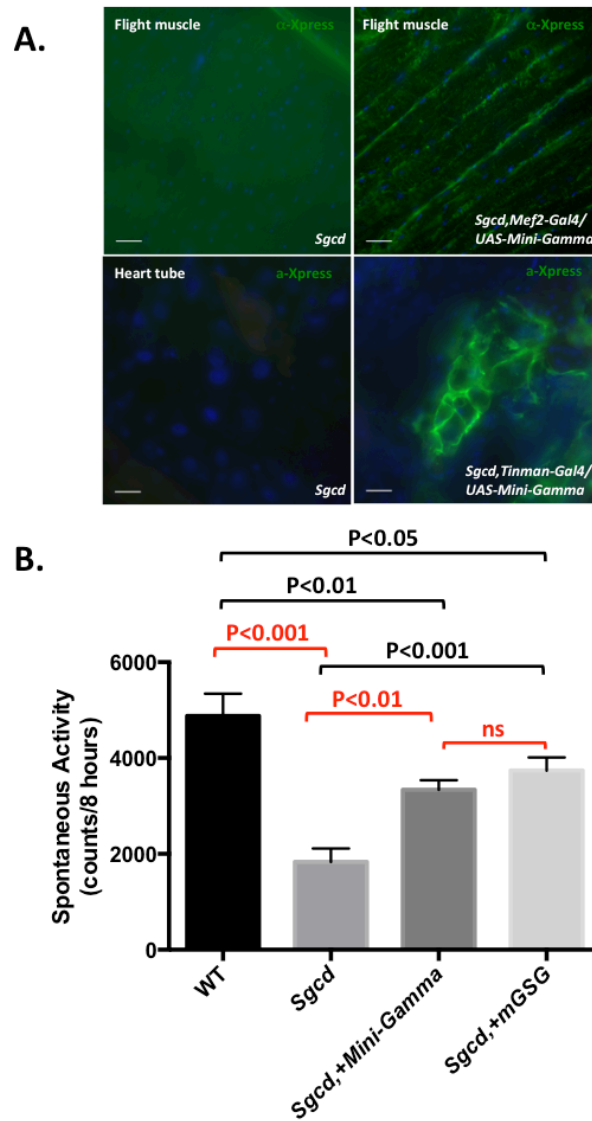 A.
Flight muscle α-Xpress
Sgcd
Flight muscle α-Xpress
Sgcd,Mef2-Gal4/
UAS-Mini-Gamma
Heart tube a-Xpress
Sgcd
a-Xpress
Sgcd,Tinman-Gal4/
UAS-Mini-Gamma
B.
P<0.05
P<0.01
P<0.001
P<0.001
P<0.01
ns
Spontaneous Activity
(counts/8 hours)
6000
4000
2000
0
WT
Sgcd
Sgcd,+Mini-Gamma
Sgcd,+mGSG